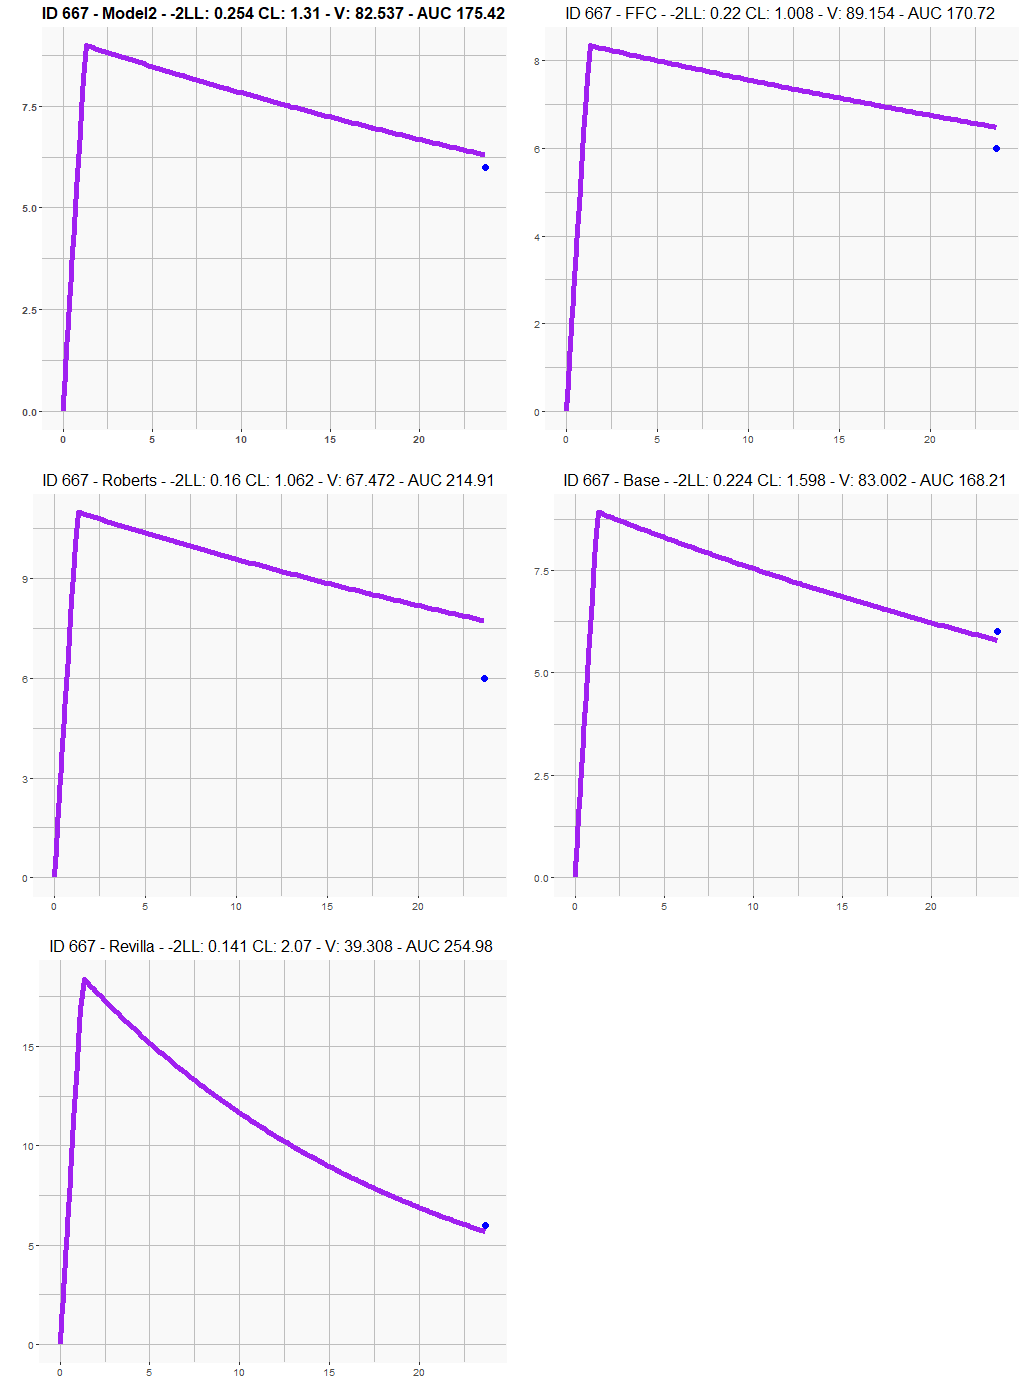 ID 667 - Model2 - -2LL: 0.254 CL: 1.31 - V: 82.537 - AUC 175.42
7.5
5.0
2.5
0.0
0 5 10 15 20
ID 667 - FFC - -2LL: 0.22 CL: 1.008 - V: 89.154 - AUC 170.72
8
6
4
2
0
0 5 10 15 20
ID 667 - Roberts - -2LL: 0.16 CL: 1.062 - V: 67.472 - AUC 214.91
9
6
3
0
0 5 10 15 20
ID 667 - Base - -2LL: 0.224 CL: 1.598 - V: 83.002 - AUC 168.21
7.5
5.0
2.5
0.0
0 5 10 15 20
ID 667 - Revilla - -2LL: 0.141 CL: 2.07 - V: 39.308 - AUC 254.98
15
10
5
0
0 5 10 15 20